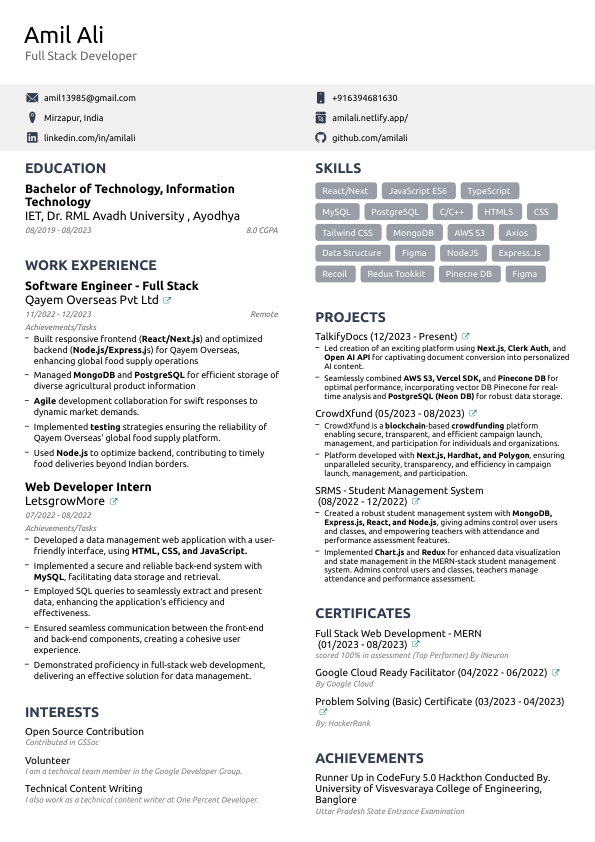 Amil Ali
Full Stack Developer
amil13985@gmail.com
+916394681630
Mirzapur, India
amilali.netlify.app/
linkedin.com/in/amilali
github.com/amilali
EDUCATION
Bachelor of Technology, Information
Technology
IET, Dr. RML Avadh University , Ayodhya
08/2019 - 08/2023
8.0 CGPA
WORK EXPERIENCE
Software Engineer - Full Stack
Qayem Overseas Pvt Ltd
11/2022 - 12/2023
Remote
Achievements/Tasks
– Built responsive frontend (React/Next.js) and optimized
backend (Node.js/Express.js) for Qayem Overseas,
enhancing global food supply operations
– Managed MongoDB and PostgreSQL for efficient storage of
diverse agricultural product information
– Agile development collaboration for swift responses to
dynamic market demands.
– Implemented testing strategies ensuring the reliability of
Qayem Overseas' global food supply platform.
– Used Node.js to optimize backend, contributing to timely
food deliveries beyond Indian borders.
Web Developer Intern
LetsgrowMore
07/2022 - 08/2022
Achievements/Tasks
– Developed a data management web application with a user-
friendly interface, using HTML, CSS, and JavaScript.
– Implemented a secure and reliable back-end system with
MySQL, facilitating data storage and retrieval.
– Employed SQL queries to seamlessly extract and present
data, enhancing the application's efficiency and
effectiveness.
– Ensured seamless communication between the front-end
and back-end components, creating a cohesive user
experience.
– Demonstrated proficiency in full-stack web development,
delivering an effective solution for data management.
INTERESTS
Open Source Contribution
Contributed in GSSoc
Volunteer
I am a technical team member in the Google Developer Group.
Technical Content Writing
I also work as a technical content writer at One Percent Developer.
SKILLS
React/Next JavaScript ES6 TypeScript
MySQL PostgreSQL C/C++ HTML5 CSS
Tailwind CSS MongoDB AWS S3 Axios
Data Structure Figma NodeJS Express.Js
Recoil Redux Tookkit Pinecne DB Figma
PROJECTS
TalkifyDocs (12/2023 - Present)
– Led creation of an exciting platform using Next.js, Clerk Auth, and
Open AI API for captivating document conversion into personalized
AI content.
– Seamlessly combined AWS S3, Vercel SDK, and Pinecone DB for
optimal performance, incorporating vector DB Pinecone for real-
time analysis and PostgreSQL (Neon DB) for robust data storage.
CrowdXfund (05/2023 - 08/2023)
– CrowdXfund is a blockchain-based crowdfunding platform
enabling secure, transparent, and efficient campaign launch,
management, and participation for individuals and organizations.
– Platform developed with Next.js, Hardhat, and Polygon, ensuring
unparalleled security, transparency, and efficiency in campaign
launch, management, and participation.
SRMS - Student Management System
(08/2022 - 12/2022)
– Created a robust student management system with MongoDB,
Express.js, React, and Node.js, giving admins control over users
and classes, and empowering teachers with attendance and
performance assessment features.
– Implemented Chart.js and Redux for enhanced data visualization
and state management in the MERN-stack student management
system. Admins control users and classes, teachers manage
attendance and performance assessment.
CERTIFICATES
Full Stack Web Development - MERN
(01/2023 - 08/2023)
scored 100% in assessment (Tap Performer) By iNeuron
Google Cloud Ready Facilitator (04/2022 - 06/2022)
By Google Cloud
Problem Solving (Basic) Certificate (03/2023 - 04/2023)
By: HackerRank
ACHIEVEMENTS
Runner Up in CodeFury 5.0 Hackthon Conducted By.
University of Visvesvaraya College of Engineering,
Banglore
Uttar Pradesh State Entrance Examination